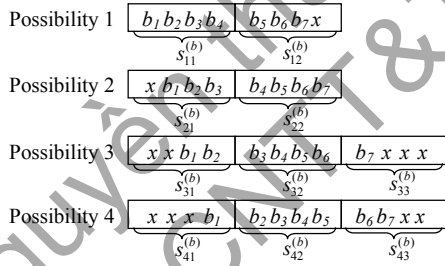 Possibility 1 b₁ b₂ b₃ b₄ b₅ b₆ b₇ x
s₁₁⁽ᵇ⁾ s₁₂⁽ᵇ⁾
Possibility 2 x b₁ b₂ b₃ b₄ b₅ b₆ b₇
s₂₁⁽ᵇ⁾ s₂₂⁽ᵇ⁾
Possibility 3 x x b₁ b₂ b₃ b₄ b₅ b₆ b₇ x x x
s₃₁⁽ᵇ⁾ s₃₂⁽ᵇ⁾ s₃₃⁽ᵇ⁾
Possibility 4 x x x b₁ b₂ b₃ b₄ b₅ b₆ b₇ x x
s₄₁⁽ᵇ⁾ s₄₂⁽ᵇ⁾ s₄₃⁽ᵇ⁾
quyền
CNTT&